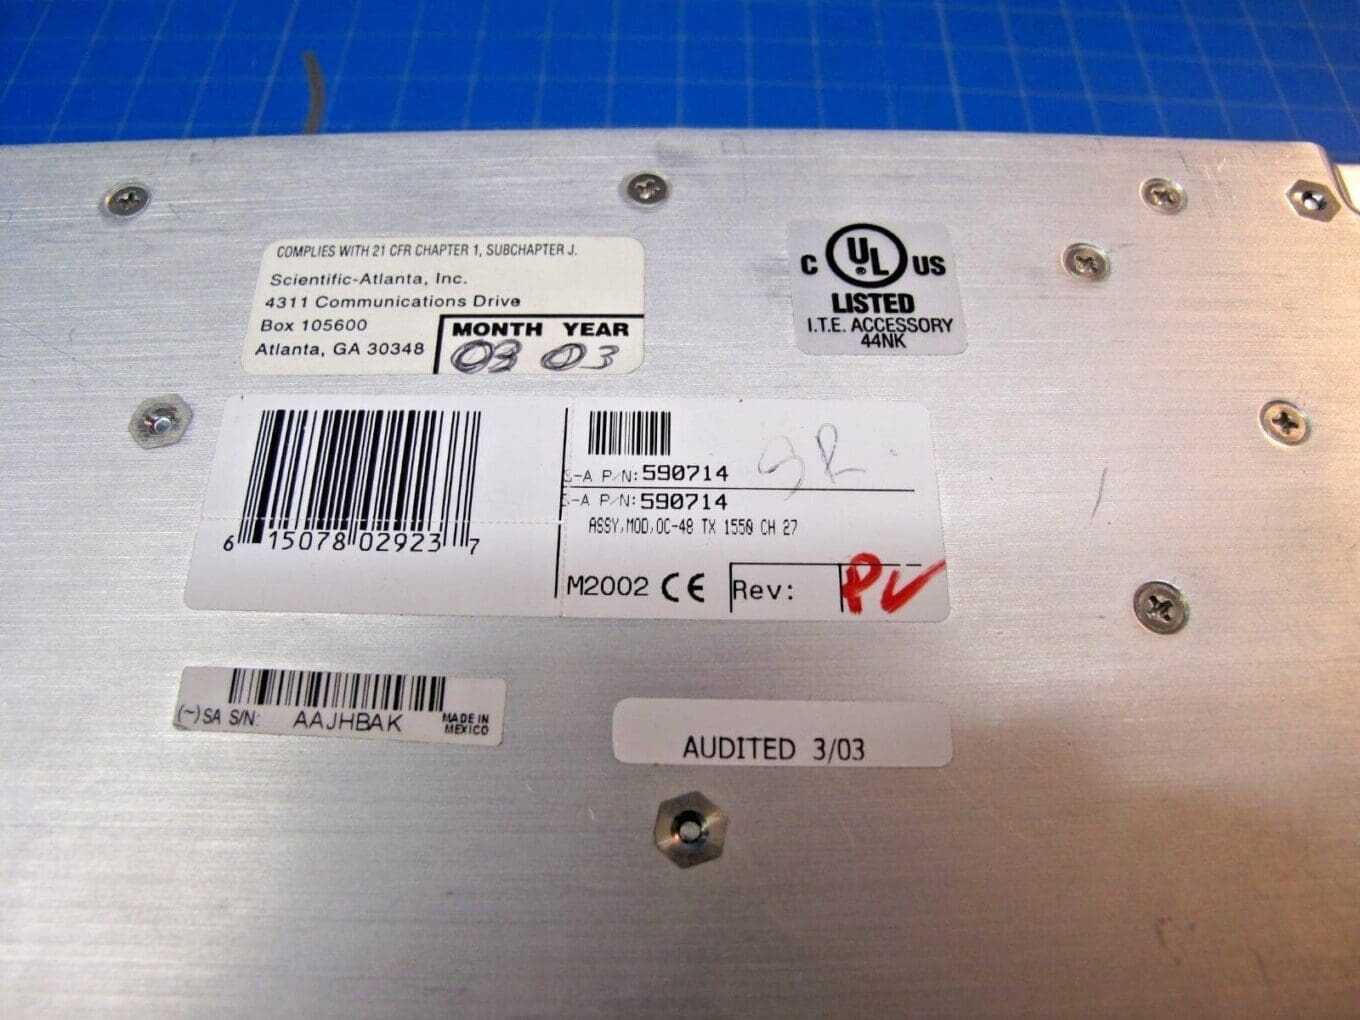 COMPLIES WITH 21 CFR CHAPTER 1, SUBCHAPTER J.
Scientific-Atlanta, Inc.
4311 Communications Drive
Box 105600
Atlanta, GA 30348
MONTH YEAR
03 03
C UL US
LISTED
I.T.E. ACCESSORY
44NK
6 15078 02923 7
S-A P/N: 590714
S-A P/N: 590714
ASSY,MOD,OC-48 TX 1550 CH 27
M2002 CE Rev:
(~) SA S/N: AAJHBAK
MADE IN
MEXICO
AUDITED 3/03